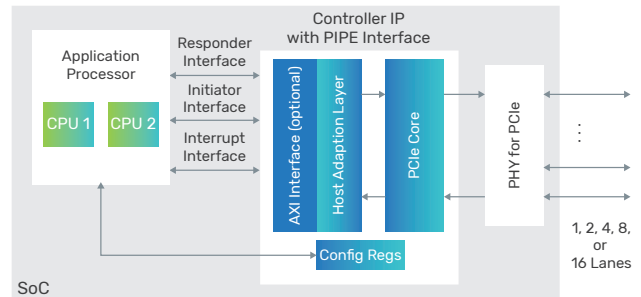 Controller IP
with PIPE Interface
Application
Processor
CPU 1
CPU 2
Responder
Interface
Initiator
Interface
Interrupt
Interface
AXI Interface (optional)
Host Adaption Layer
PCIe Core
Config Regs
PHY for PCIe
1, 2, 4, 8,
or
16 Lanes
SoC